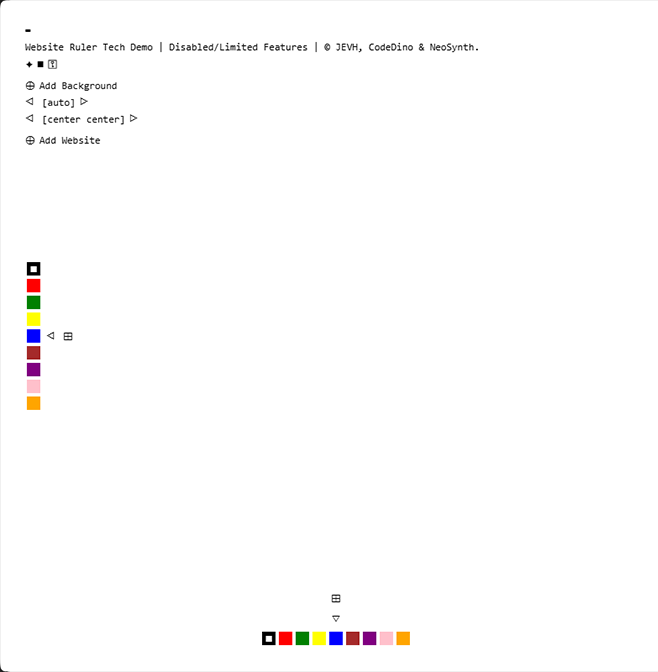 Website Ruler Tech Demo | Disabled/Limited Features | © JEVH, CodeDino & NeoSynth.
Add Background
[auto]
[center center]
Add Website